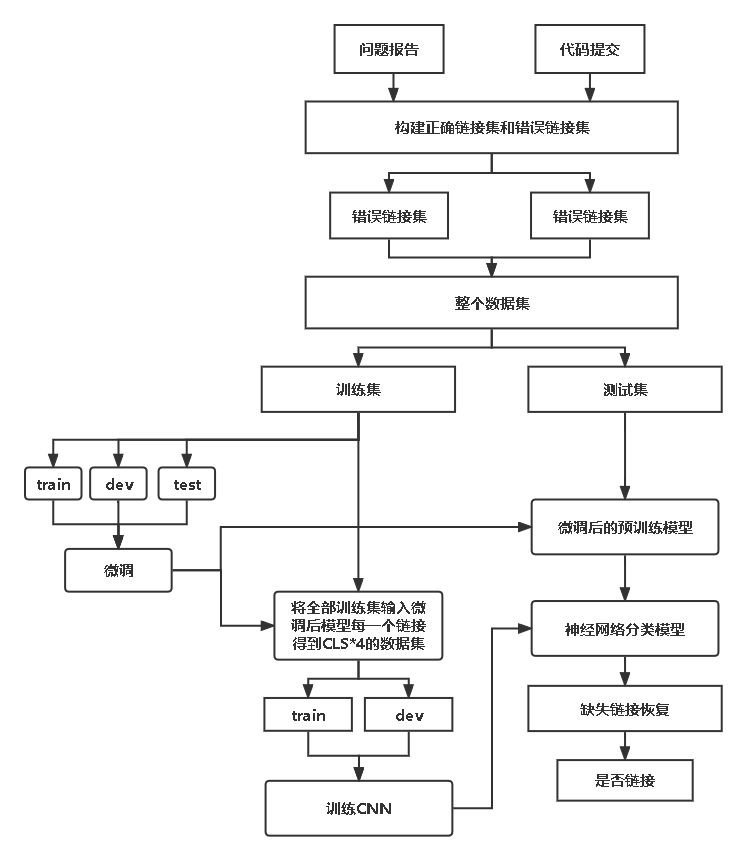 问题报告
代码提交
构建正确链接集和错误链接集
错误链接集
错误链接集
整个数据集
训练集
测试集
train
dev
test
微调后的预训练模型
微调
将全部训练集输入微
调后模型每一个链接
得到CLS*4的数据集
神经网络分类模型
train
dev
缺失链接恢复
是否链接
训练CNN